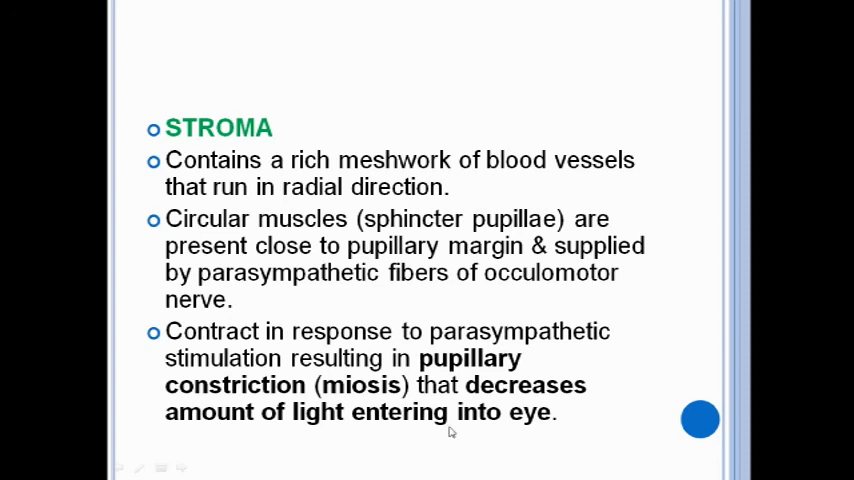 STROMA
Contains a rich meshwork of blood vessels
that run in radial direction.
Circular muscles (sphincter pupillae) are
present close to pupillary margin & supplied
by parasympathetic fibers of occulomotor
nerve.
Contract in response to parasympathetic
stimulation resulting in pupillary
constriction (miosis) that decreases
amount of light entering into eye.